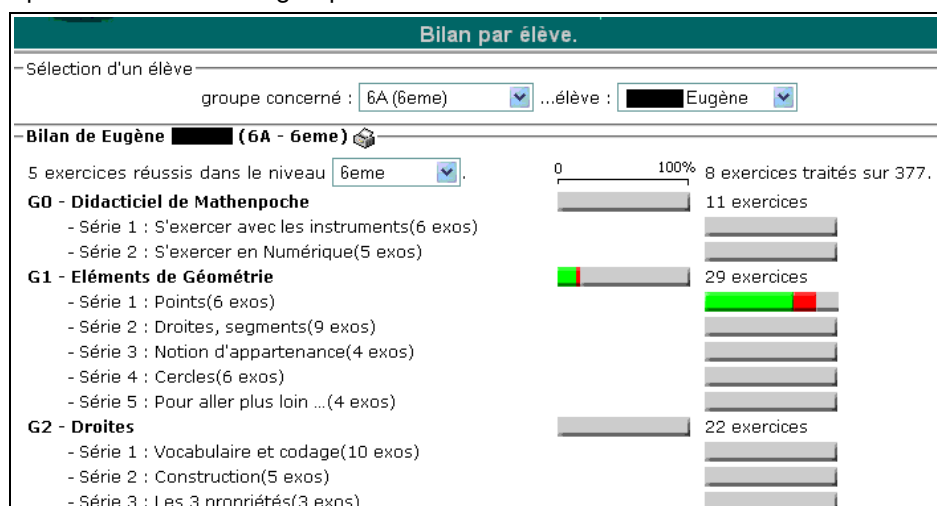 Bilan par élève.
Sélection d'un élève
groupe concerné : 6A (6eme) ...élève : Eugène
Bilan de Eugène (6A - 6eme)
5 exercices réussis dans le niveau 6eme . 0 100% 8 exercices traités sur 377.
G0 - Didacticiel de Mathenpoche 11 exercices
- Série 1 : S'exercer avec les instruments(6 exos)
- Série 2 : S'exercer en Numérique(5 exos)
G1 - Eléments de Géométrie 29 exercices
- Série 1 : Points(6 exos)
- Série 2 : Droites, segments(9 exos)
- Série 3 : Notion d'appartenance(4 exos)
- Série 4 : Cercles(6 exos)
- Série 5 : Pour aller plus loin ...(4 exos)
G2 - Droites 22 exercices
- Série 1 : Vocabulaire et codage(10 exos)
- Série 2 : Construction(5 exos)
- Série 3 : Les 3 propriétés(3 exos)